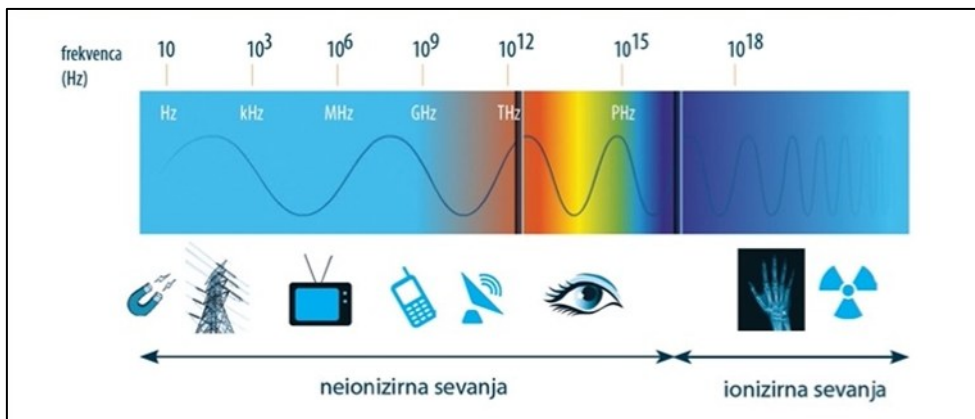 frekvenca 10 10³ 10⁶ 10⁹ 10¹² 10¹⁵ 10¹⁸
(Hz)
Hz kHz MHz GHz THz PHz
neionizirna sevanja ionizirna sevanja